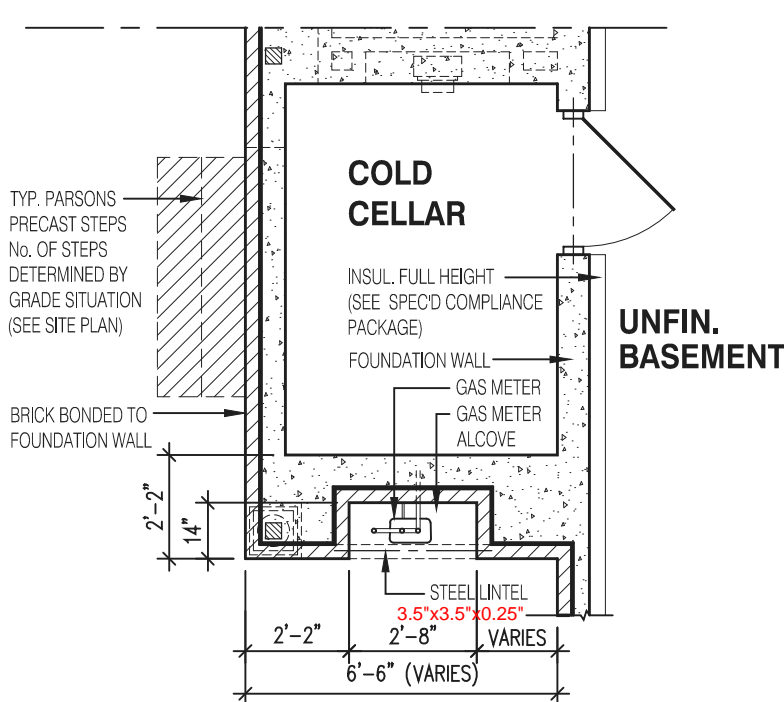 COLD
CELLAR
TYP. PARSONS
PRECAST STEPS
No. OF STEPS
DETERMINED BY
GRADE SITUATION
(SEE SITE PLAN)
INSUL. FULL HEIGHT
(SEE SPEC'D COMPLIANCE
PACKAGE)
UNFIN.
BASEMENT
FOUNDATION WALL
GAS METER
GAS METER
ALCOVE
BRICK BONDED TO
FOUNDATION WALL
2'-2"
14"
STEEL LINTEL
3.5"x3.5"x0.25"
2'-2"
2'-8"
VARIES
6'-6" (VARIES)